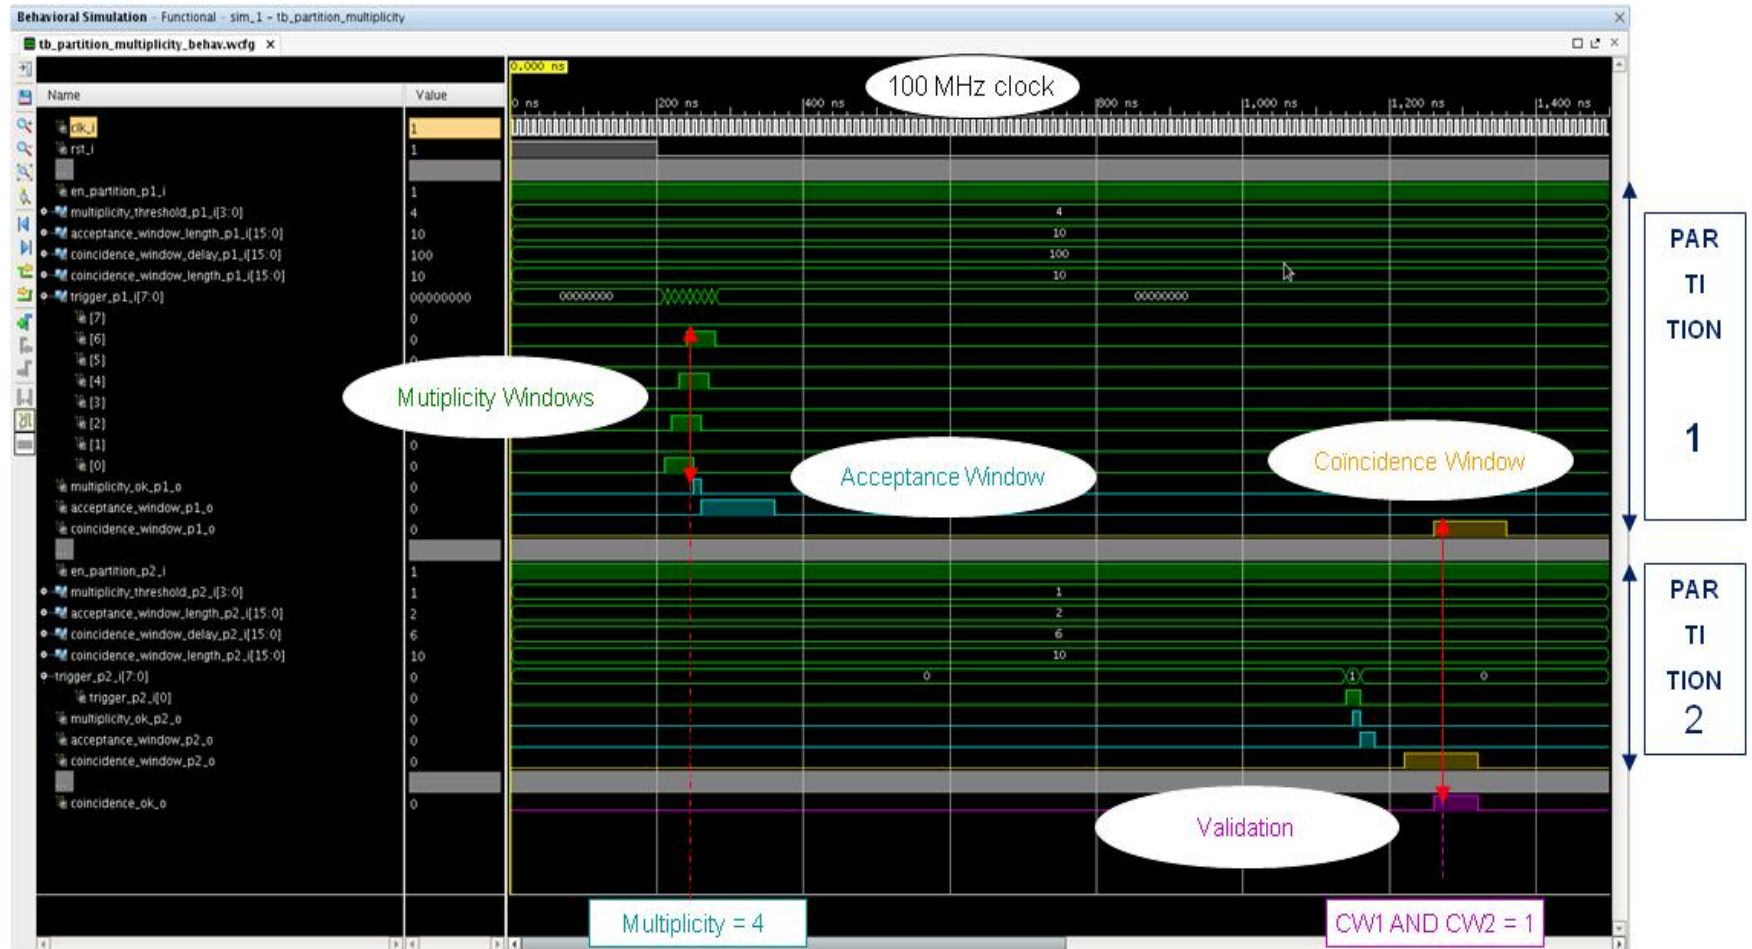 Behavioral Simulation - Functional - sim_1 - tb_partition_multiplicity
tb_partition_multiplicity_behav.wcfg
Name Value
0.000 ns
100 MHz clock
0 ns 200 ns 400 ns 800 ns 1,000 ns 1,200 ns 1,400 ns
clk_i 1
rst_i 1
en_partition_p1_i 1
multiplicity_threshold_p1_i[3:0] 4 4
acceptance_window_length_p1_i[15:0] 10 10
coincidence_window_delay_p1_i[15:0] 100 100
coincidence_window_length_p1_i[15:0] 10 10
trigger_p1_i[7:0] 00000000 00000000 00000000
[7] 0
[6] 0
[5] 0
[4]
[3]
[2]
[1] 0
[0] 0
Mutiplicity Windows
Acceptance Window
Coïncidence Window
multiplicity_ok_p1_o 0
acceptance_window_p1_o 0
coincidence_window_p1_o 0
en_partition_p2_i 1
multiplicity_threshold_p2_i[3:0] 1 1
acceptance_window_length_p2_i[15:0] 2 2
coincidence_window_delay_p2_i[15:0] 6 6
coincidence_window_length_p2_i[15:0] 10 10
trigger_p2_i[7:0] 0 0 1 0
trigger_p2_i[0] 0
multiplicity_ok_p2_o 0
acceptance_window_p2_o 0
coincidence_window_p2_o 0
coincidence_ok_o 0
Validation
Multiplicity = 4
CW1 AND CW2 = 1
PAR
TI
TION
1
PAR
TI
TION
2